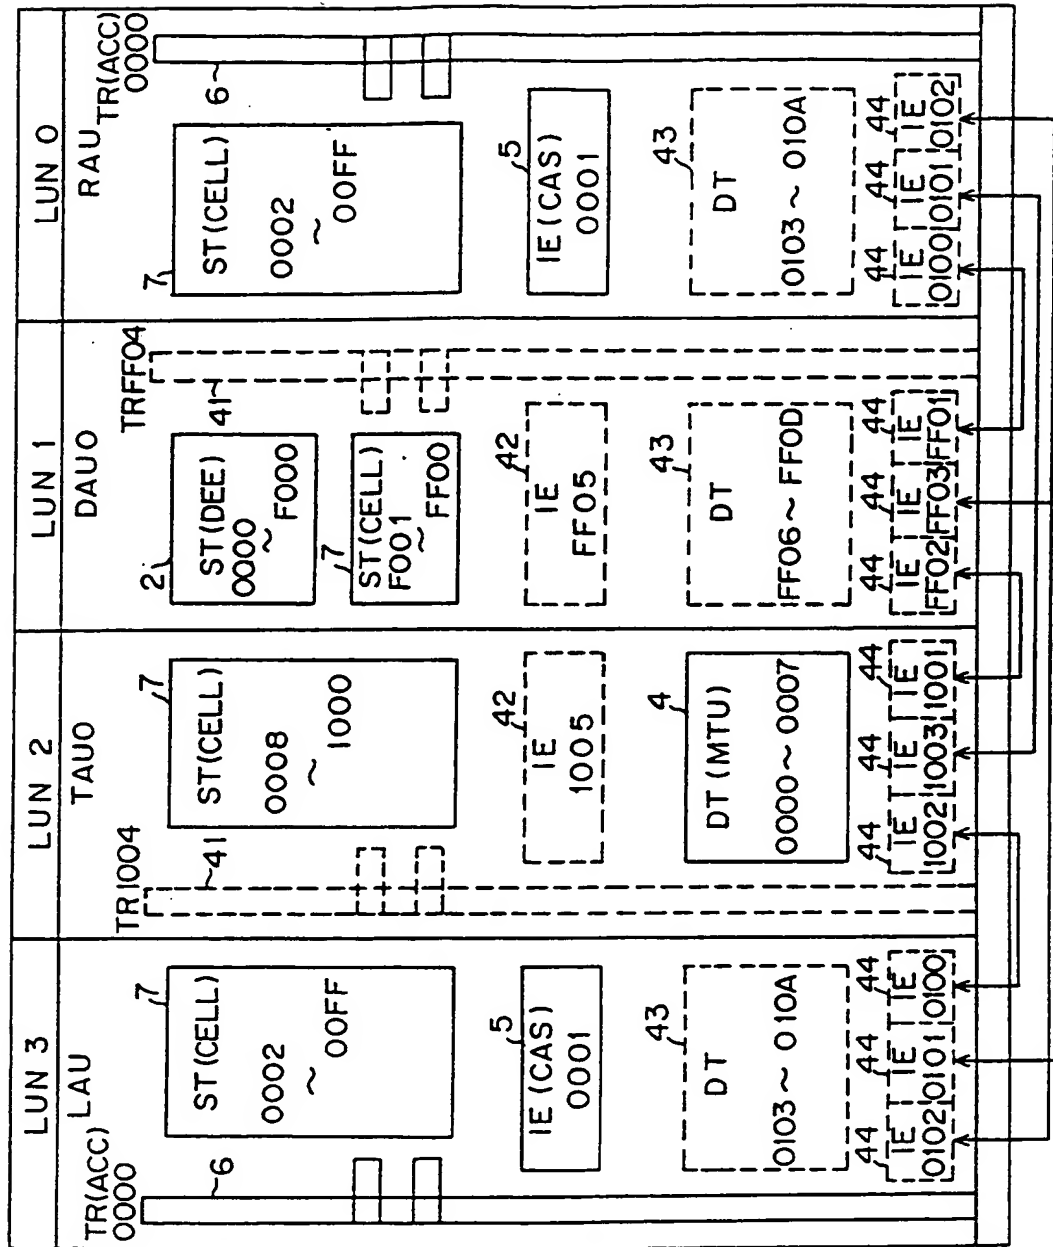 LUN 3
LAU
TR(ACC)
0000
6
7
ST(CELL)
0002
~
00FF
5
IE(CAS)
0001
43
DT
0103~010A
44
44
44
IE
IE
IE
0102
0101
0100
LUN 2
TAU0
TR1004
41
7
ST(CELL)
0008
~
1000
42
IE
1005
4
DT(MTU)
0000~0007
44
44
44
IE
IE
IE
1002
1003
1001
LUN 1
DAU0
TRFF04
41
2
ST(DEE)
0000
~
F000
7
ST(CELL)
F001
~
FF00
42
IE
FF05
43
DT
FF06~FF0D
44
44
44
IE
IE
IE
FF02
FF03
FF01
LUN 0
RAU
TR(ACC)
0000
6
7
ST(CELL)
0002
~
00FF
5
IE(CAS)
0001
43
DT
0103~010A
44
44
44
IE
IE
IE
0100
0101
0102